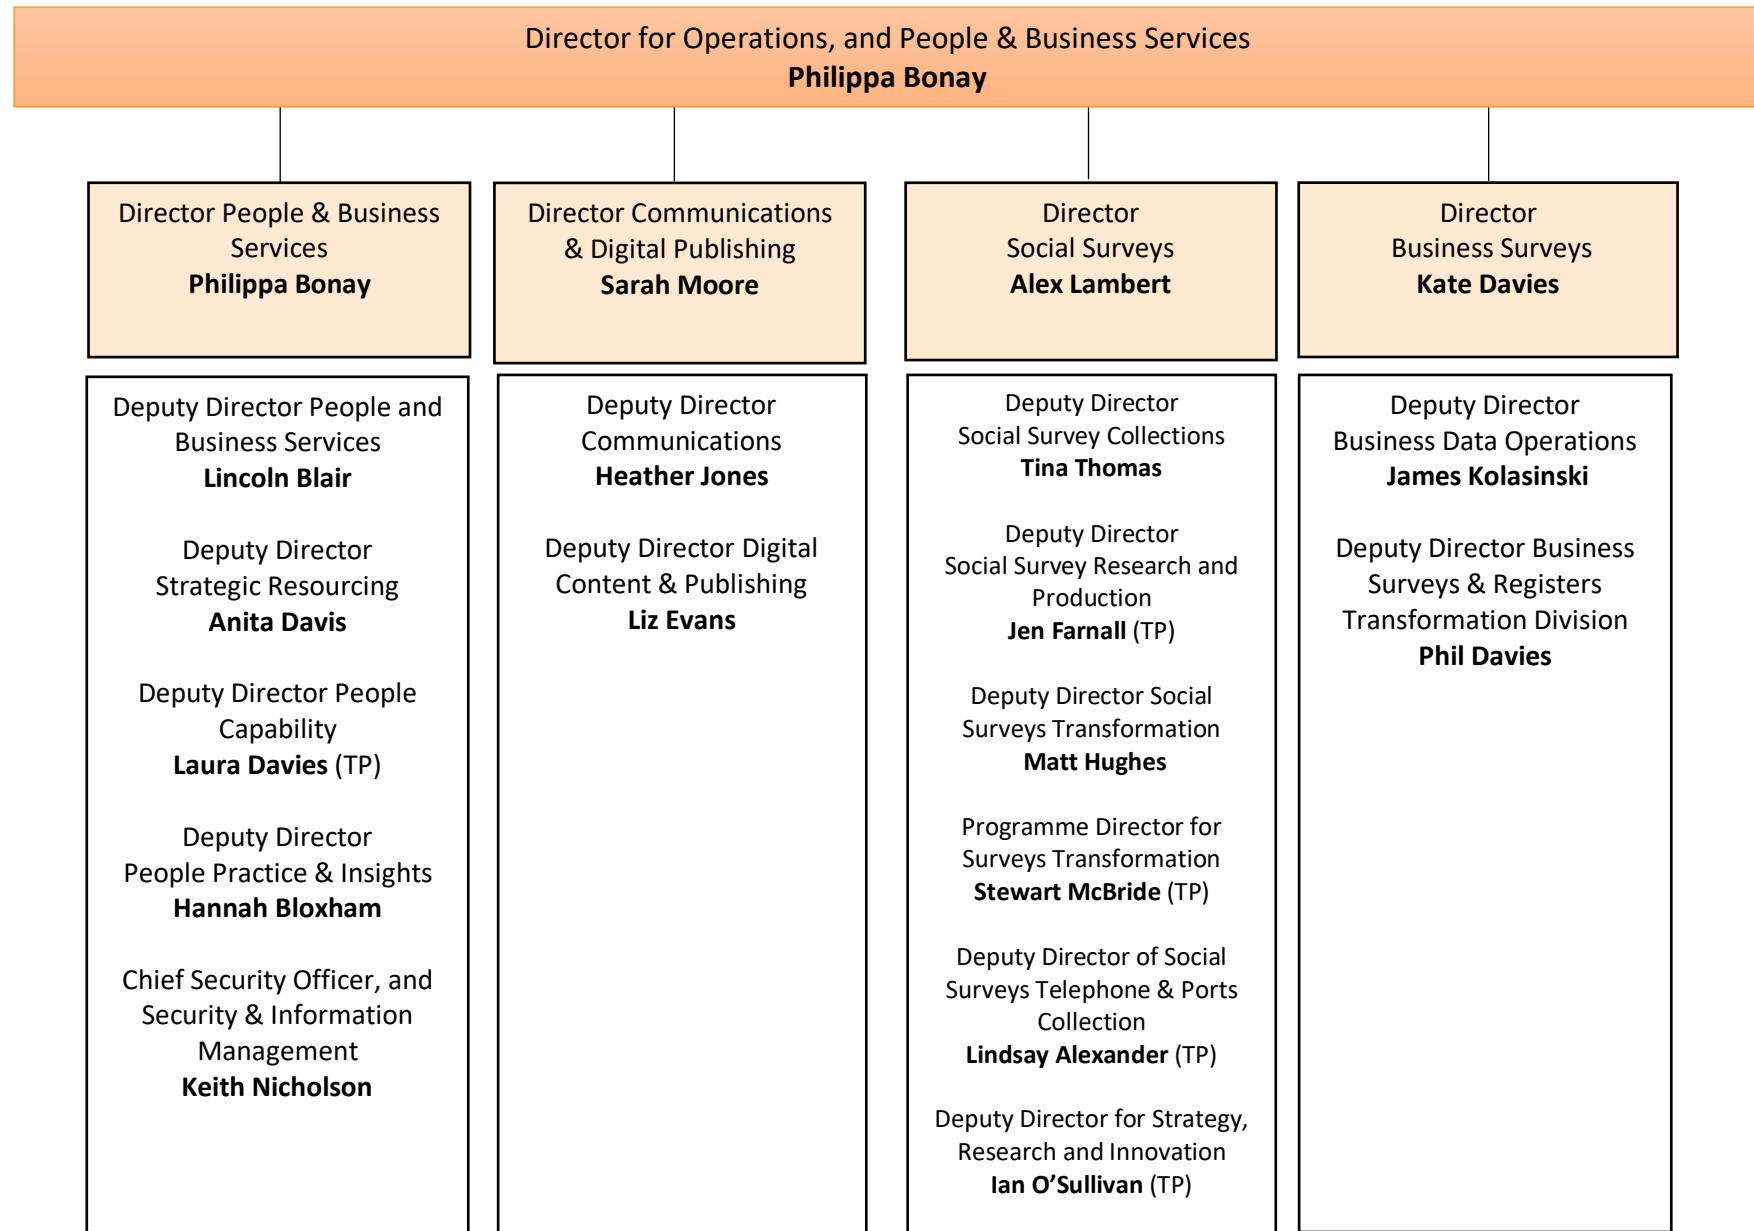 Director for Operations, and People & Business Services
Philippa Bonay
Director People & Business
Services
Philippa Bonay
Director Communications
& Digital Publishing
Sarah Moore
Director
Social Surveys
Alex Lambert
Director
Business Surveys
Kate Davies
Deputy Director People and
Business Services
Lincoln Blair
Deputy Director
Strategic Resourcing
Anita Davis
Deputy Director People
Capability
Laura Davies (TP)
Deputy Director
People Practice & Insights
Hannah Bloxham
Chief Security Officer, and
Security & Information
Management
Keith Nicholson
Deputy Director
Communications
Heather Jones
Deputy Director Digital
Content & Publishing
Liz Evans
Deputy Director
Social Survey Collections
Tina Thomas
Deputy Director
Social Survey Research and
Production
Jen Farnall (TP)
Deputy Director Social
Surveys Transformation
Matt Hughes
Programme Director for
Surveys Transformation
Stewart McBride (TP)
Deputy Director of Social
Surveys Telephone & Ports
Collection
Lindsay Alexander (TP)
Deputy Director for Strategy,
Research and Innovation
Ian O’Sullivan (TP)
Deputy Director
Business Data Operations
James Kolasinski
Deputy Director Business
Surveys & Registers
Transformation Division
Phil Davies